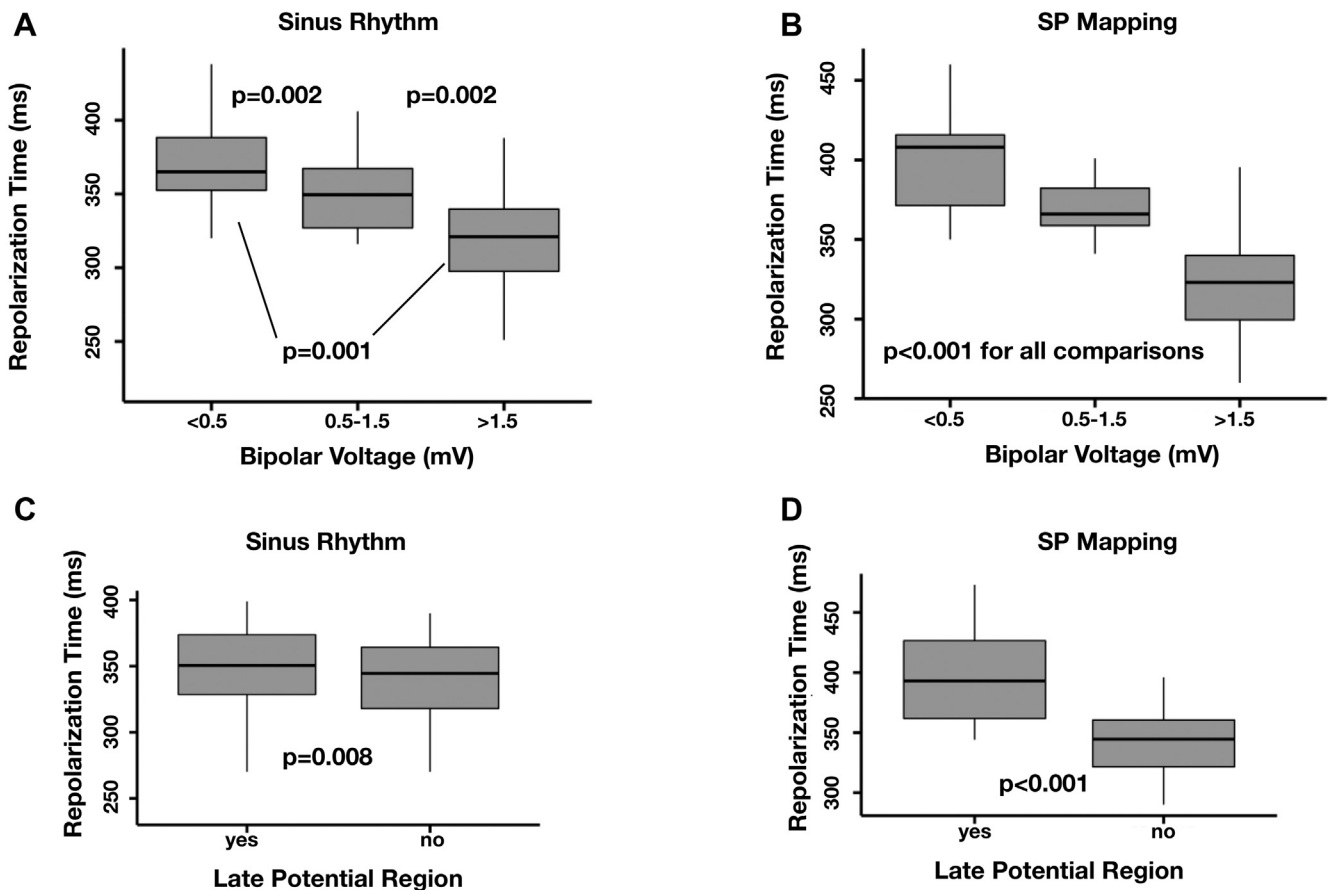 A
Sinus Rhythm
Repolarization Time (ms)
400
350
300
250
p=0.002
p=0.002
p=0.001
<0.5
0.5-1.5
>1.5
Bipolar Voltage (mV)
B
SP Mapping
Repolarization Time (ms)
450
400
350
300
250
p<0.001 for all comparisons
<0.5
0.5-1.5
>1.5
Bipolar Voltage (mV)
C
Sinus Rhythm
Repolarization Time (ms)
400
350
300
250
p=0.008
yes
no
Late Potential Region
D
SP Mapping
Repolarization Time (ms)
450
400
350
300
p<0.001
yes
no
Late Potential Region